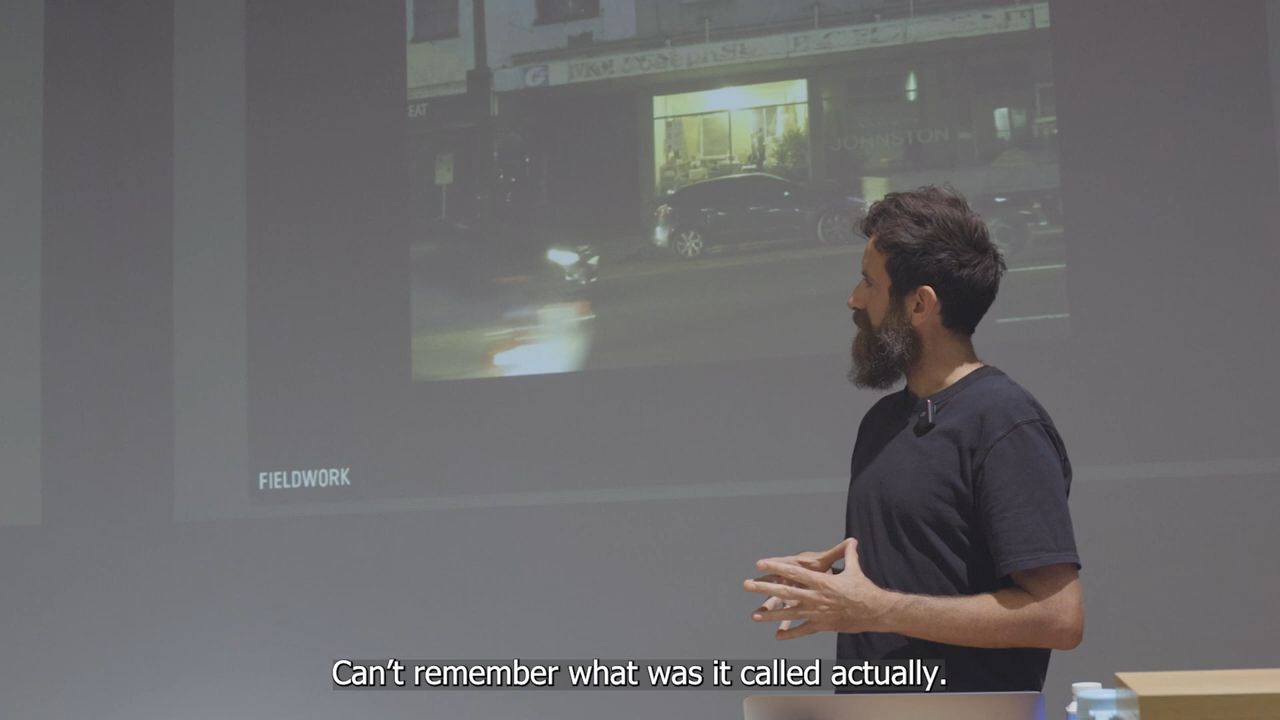 EAT
JOHNSTON
FIELDWORK
Can't remember what was it called actually.